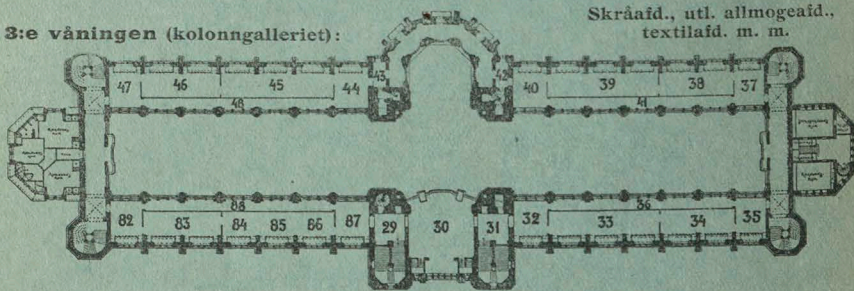 Skråafd., utl. allmogeafd.,
3:e våningen (kolonngalleriet):
textilafd. m. m.
43 42
47 46 45 44 40 39 38 37
48 41
88 36
82 83 84 85 86 87 29 30 31 32 33 34 35